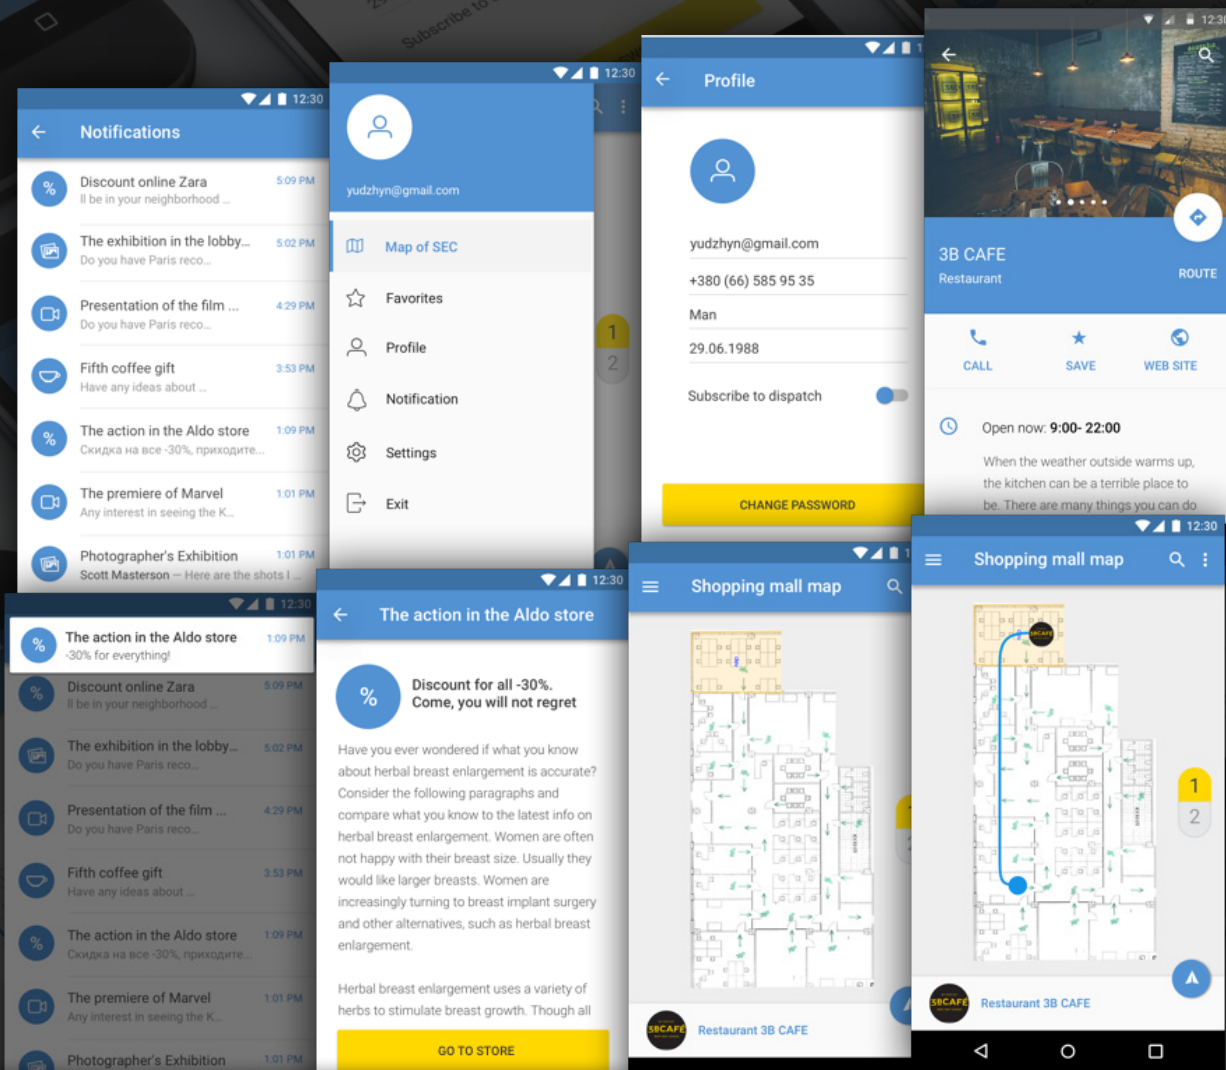 Subscribe to
12:30
Notifications
Discount online Zara 5:09 PM
ll be in your neighborhood ...
The exhibition in the lobby... 5:02 PM
Do you have Paris reco...
Presentation of the film ... 4:29 PM
Do you have Paris reco...
Fifth coffee gift 3:53 PM
Have any ideas about ...
The action in the Aldo store 1:09 PM
Скидка на все -30%, приходите...
The premiere of Marvel 1:01 PM
Any interest in seeing the K...
Photographer's Exhibition 1:01 PM
Scott Masterson — Here are the shots I ...
12:30
yudzhyn@gmail.com
Map of SEC
Favorites
Profile
Notification
Settings
Exit
1
2
Profile
yudzhyn@gmail.com
+380 (66) 585 95 35
Man
29.06.1988
Subscribe to dispatch
CHANGE PASSWORD
12:30
3B CAFE
Restaurant
ROUTE
CALL SAVE WEB SITE
Open now: 9:00- 22:00
When the weather outside warms up,
the kitchen can be a terrible place to
be. There are many things you can do
12:30
The action in the Aldo store 1:09 PM
-30% for everything!
Discount online Zara 5:09 PM
ll be in your neighborhood ...
The exhibition in the lobby... 5:02 PM
Do you have Paris reco...
Presentation of the film ... 4:29 PM
Do you have Paris reco...
Fifth coffee gift 3:53 PM
Have any ideas about ...
The action in the Aldo store 1:09 PM
Скидка на все -30%, приходите...
The premiere of Marvel 1:01 PM
Any interest in seeing the K...
Photographer's Exhibition 1:01 PM
12:30
The action in the Aldo store
%
Discount for all -30%.
Come, you will not regret
Have you ever wondered if what you know
about herbal breast enlargement is accurate?
Consider the following paragraphs and
compare what you know to the latest info on
herbal breast enlargement. Women are often
not happy with their breast size. Usually they
would like larger breasts. Women are
increasingly turning to breast implant surgery
and other alternatives, such as herbal breast
enlargement.
Herbal breast enlargement uses a variety of
herbs to stimulate breast growth. Though all
GO TO STORE
Shopping mall map
3BCAFÉ
Restaurant 3B CAFE
12:30
Shopping mall map
3BCAFÉ
1
2
3BCAFÉ
Restaurant 3B CAFE